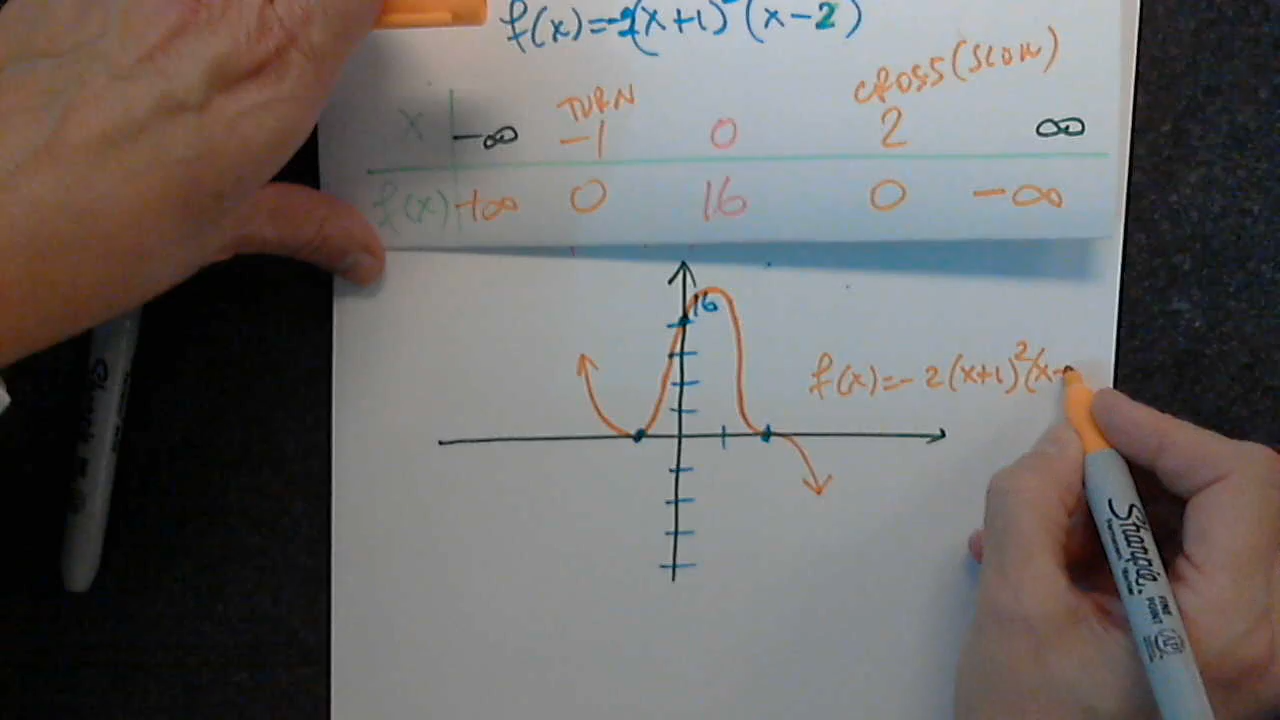 f(x)=-2(x+1) (x-2)
TURN CROSS (SLOW)
x -∞ -1 0 2 ∞
f(x) +∞ 0 16 0 -∞
16
f(x)=-2(x+1)²(x-
Sharpie
FINE
POINT
AP